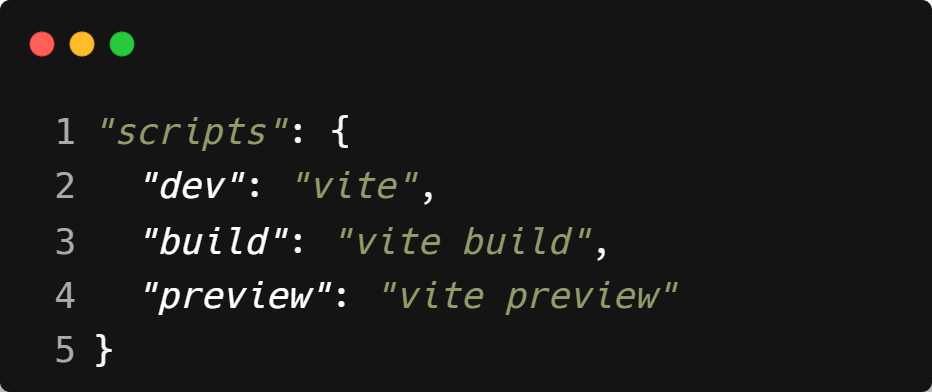 1 "scripts": {
2   "dev": "vite",
3   "build": "vite build",
4   "preview": "vite preview"
5 }